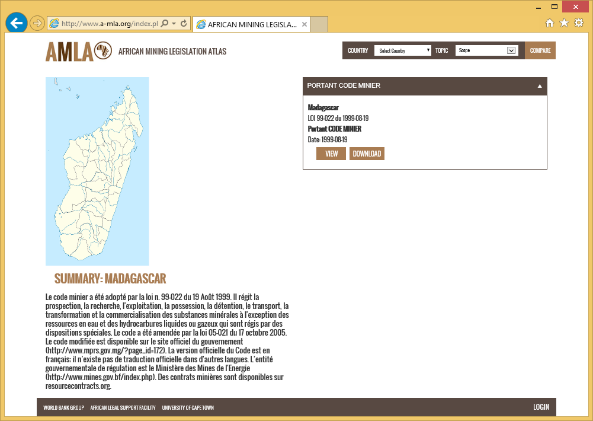 http://www.a-mla.org/index.pl
AFRICAN MINING LEGISLA...
AMLA
AFRICAN MINING LEGISLATION ATLAS
COUNTRY
Select Country
TOPIC
Scope
COMPARE
PORTANT CODE MINIER
Madagascar
LOI 99-022 du 1999-08-19
Portant CODE MINIER
Date: 1999-08-19
VIEW
DOWNLOAD
SUMMARY: MADAGASCAR
Le code minier a été adopté par la loi n. 99-022 du 19 Août 1999. Il régit la
prospection, la recherche, l'exploitation, la possession, la détention, le transport, la
transformation et la commercialisation des substances minérales à l'exception des
ressources en eau et des hydrocarbures liquides ou gazeux qui sont régis par des
dispositions spéciales. Le code a été amendée par la loi 05-021 du 17 octobre 2005.
Le code modifiée est disponible sur le site officiel du gouvernement
(http://www.mprs.gov.mg/?page_id=172). La version officielle du Code est en
français: il n'existe pas de traduction officielle dans d'autres langues. L'entité
gouvernementale de régulation est le Ministère des Mines de l'Energie
(http://www.mines.gov.bf/index.php). Des contrats minières sont disponibles sur
resourcecontracts.org.
WORLD BANK GROUP
AFRICAN LEGAL SUPPORT FACILITY
UNIVERSITY OF CAPE TOWN
LOGIN